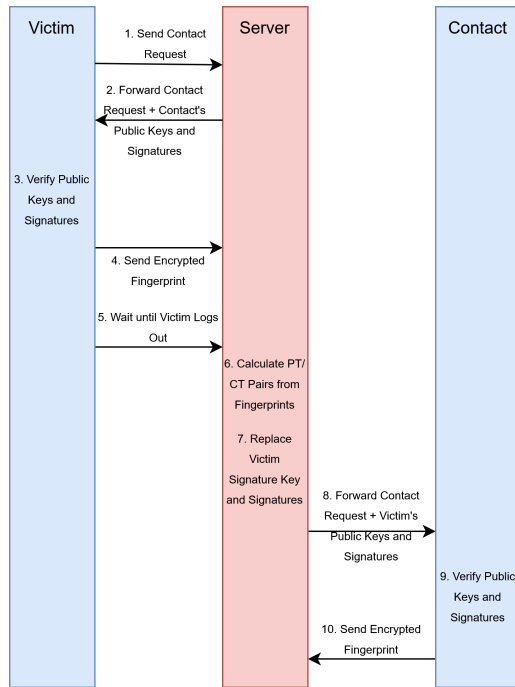 Victim
Server
Contact
1. Send Contact
Request
2. Forward Contact
Request + Contact's
Public Keys and
Signatures
3. Verify Public
Keys and
Signatures
4. Send Encrypted
Fingerprint
5. Wait until Victim Logs
Out
6. Calculate PT/
CT Pairs from
Fingerprints
7. Replace
Victim
Signature Key
and Signatures
8. Forward Contact
Request + Victim's
Public Keys and
Signatures
9. Verify Public
Keys and
Signatures
10. Send Encrypted
Fingerprint